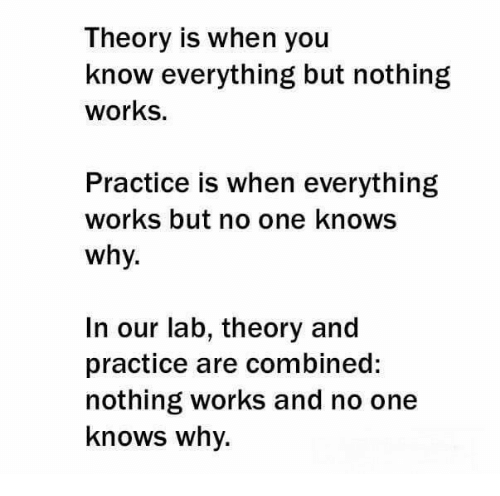 Theory is when you
know everything but nothing
works.
Practice is when everything
works but no one knows
why.
In our lab, theory and
practice are combined:
nothing works and no one
knows why.